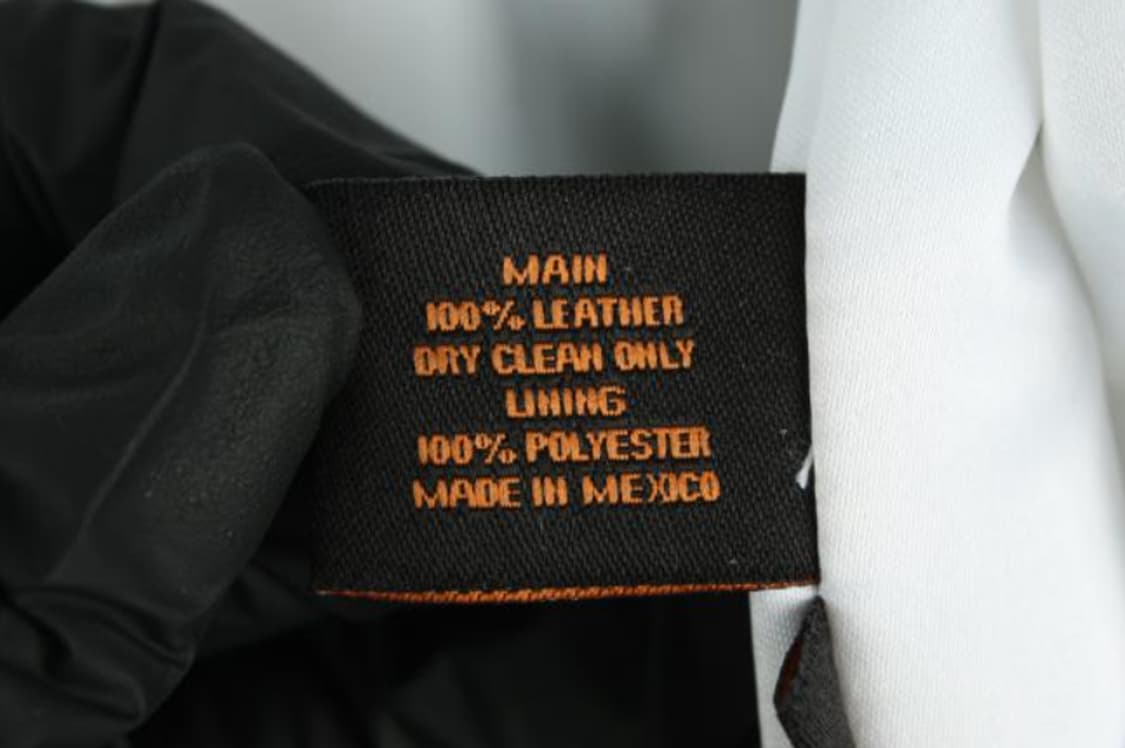 MAIN
100% LEATHER
DRY CLEAN ONLY
LINING
100% POLYESTER
MADE IN MEXICO